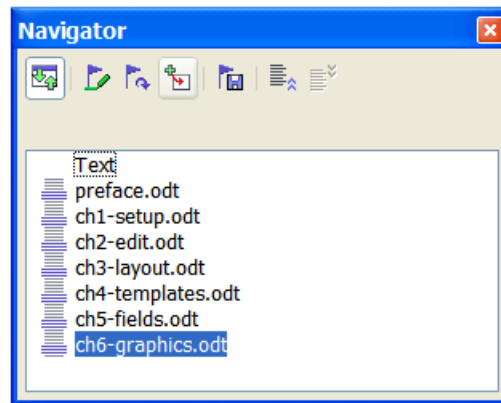 Navigator
Text
preface.odt
ch1-setup.odt
ch2-edit.odt
ch3-layout.odt
ch4-templates.odt
ch5-fields.odt
ch6-graphics.odt